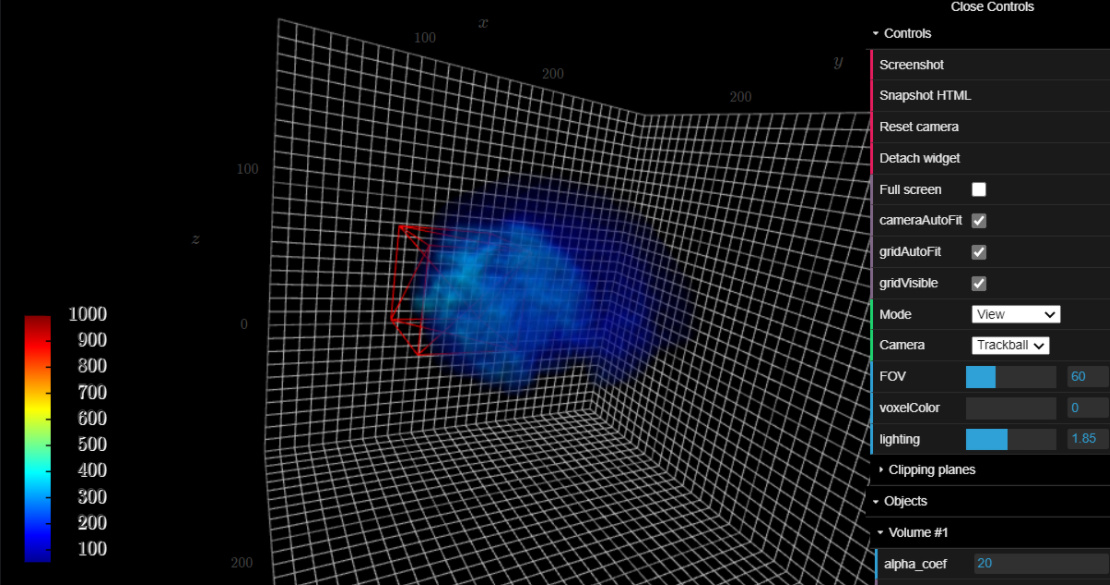 Close Controls
x
100
Controls
y
200
Screenshot
200
Snapshot HTML
Reset camera
100
Detach widget
Full screen
cameraAutoFit
z
gridAutoFit
gridVisible
1000
0
Mode View
900
Camera Trackball
800
FOV 60
700
600
voxelColor 0
500
lighting 1.85
400
Clipping planes
300
Objects
200
Volume #1
100
200
alpha_coef 20